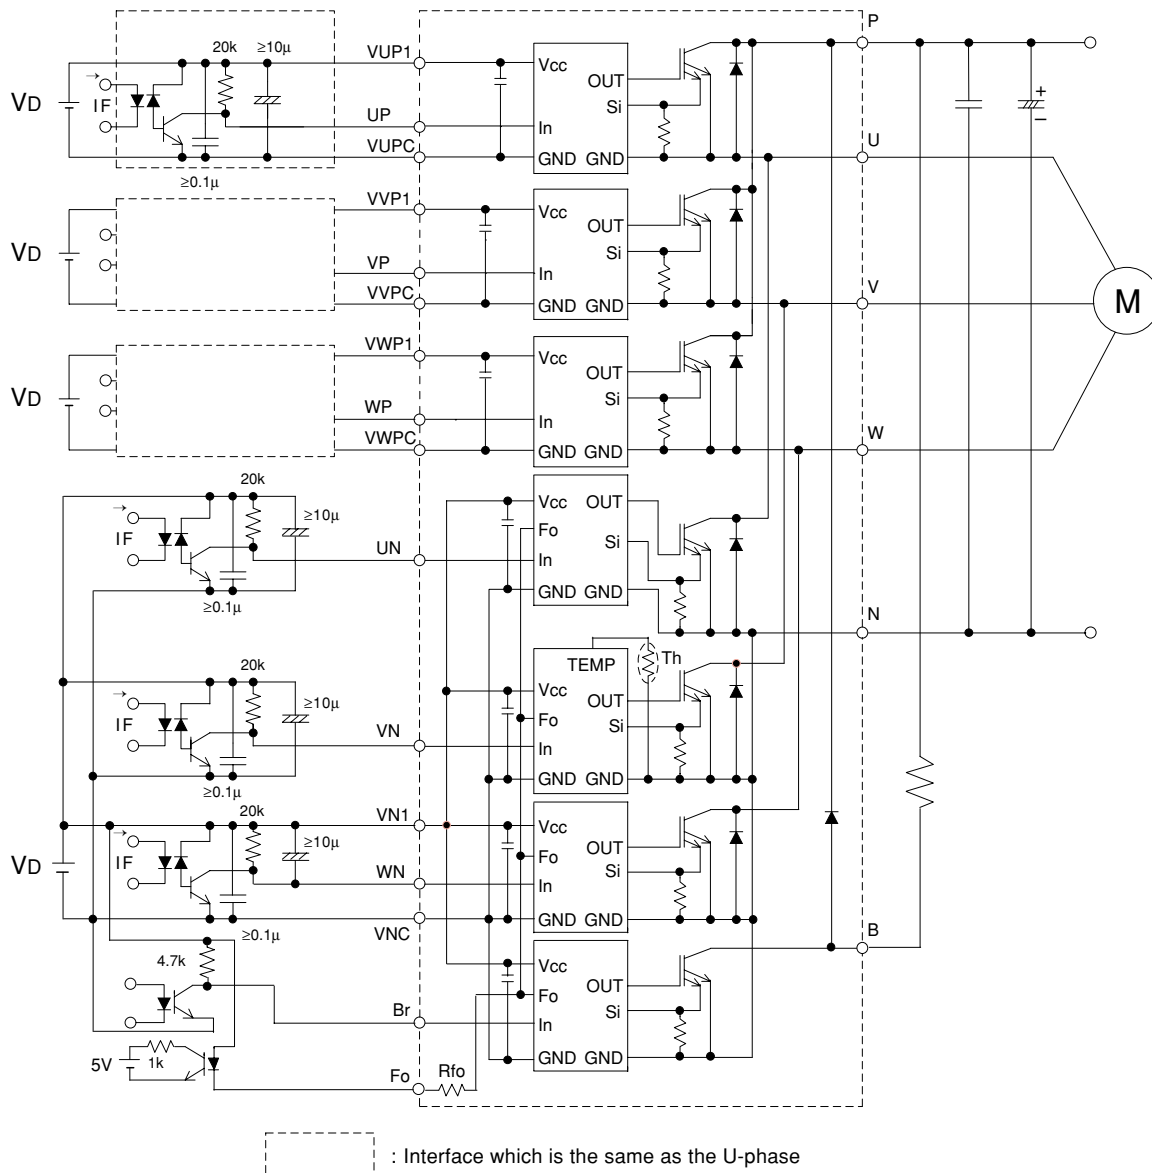 P
20k ≥10µ VUP1
Vcc
OUT
VD IF Si
UP In
VUPC GND GND U
≥0.1µ
+
–
VVP1 Vcc
OUT
VD Si
VP In
VVPC GND GND V
M
VWP1 Vcc
OUT
VD Si
WP In
VWPC GND GND W
20k
≥10µ
IF
UN
Vcc OUT
Fo
Si
In
GND GND
≥0.1µ
N
TEMP Th
20k
≥10µ
IF
VN
Vcc
OUT
Fo
Si
In
GND GND
≥0.1µ
20k
VN1
≥10µ
IF
VD
WN
VNC
≥0.1µ
Vcc
OUT
Fo
Si
In
GND GND
B
4.7k
Vcc
OUT
Fo
Si
Br In
GND GND
5V 1k
Fo Rfo
: Interface which is the same as the U-phase